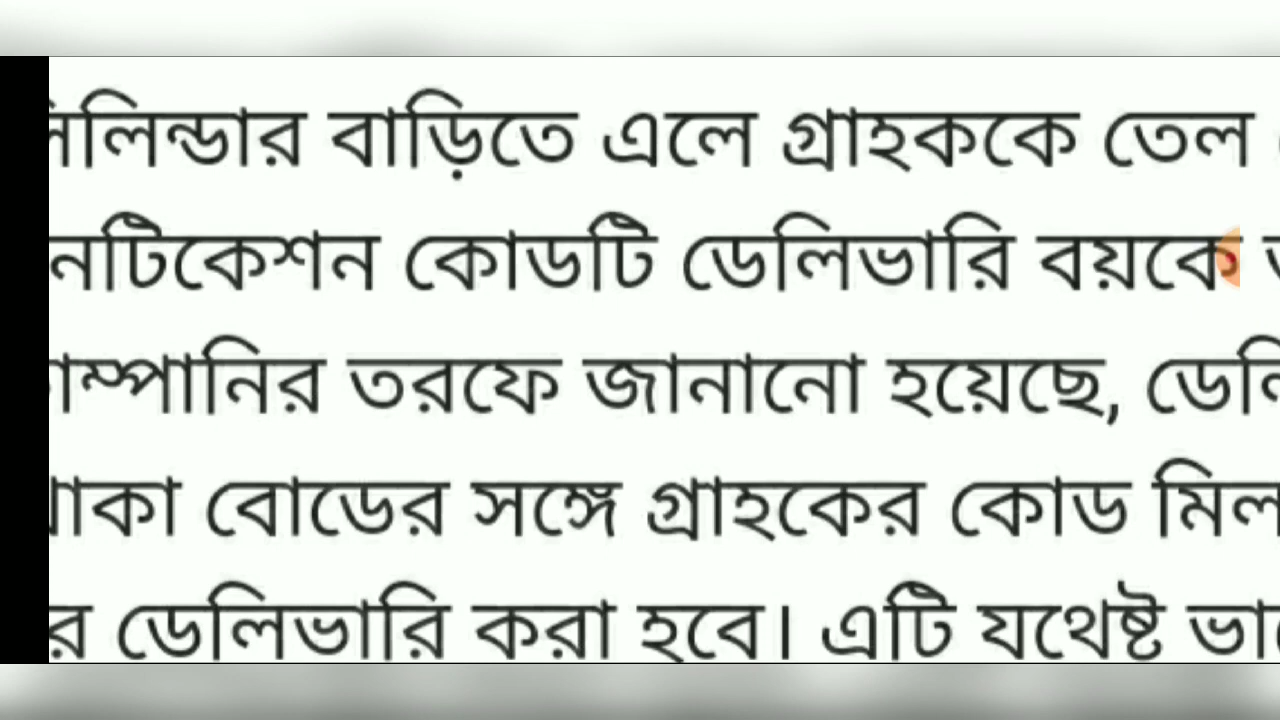 সিলিন্ডার বাড়িতে এলে গ্রাহককে তেল
নটিকেশন কোডটি ডেলিভারি বয়কে
াম্পানির তরফে জানানো হয়েছে, ডেলি
াকা বোডের সঙ্গে গ্রাহকের কোড মিল
র ডেলিভারি করা হবে। এটি যথেষ্ট ভা